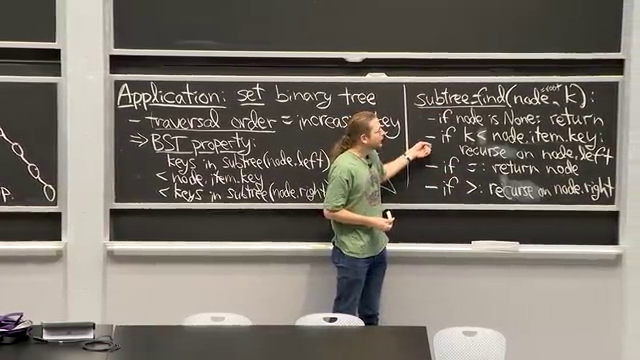 P.
Application: set binary tree
- traversal order = increasing key
⇒ BST property:
keys in subtree(node.left)
< node.item.key
< keys in subtree(node.right
subtree_find(node, k):
=root
- if node is None: return
- if k < node.item.key:
recurse on node.left
- if =: return node
- if >: recurse on node.right